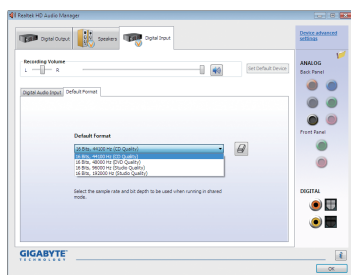 Realtek HD Audio Manager
Digital Output
Speakers
Digital Input
Device advanced settings
Recording Volume
L
R
Set Default Device
ANALOG
Back Panel
Digital Audio Input
Default Format
Default Format
16 Bits, 44100 Hz (CD Quality)
16 Bits, 44100 Hz (CD Quality)
16 Bits, 48000 Hz (DVD Quality)
16 Bits, 96000 Hz (Studio Quality)
16 Bits, 192000 Hz (Studio Quality)
Select the sample rate and bit depth to be used when running in shared
mode.
Front Panel
DIGITAL
GIGABYTE™
TECHNOLOGY
OK